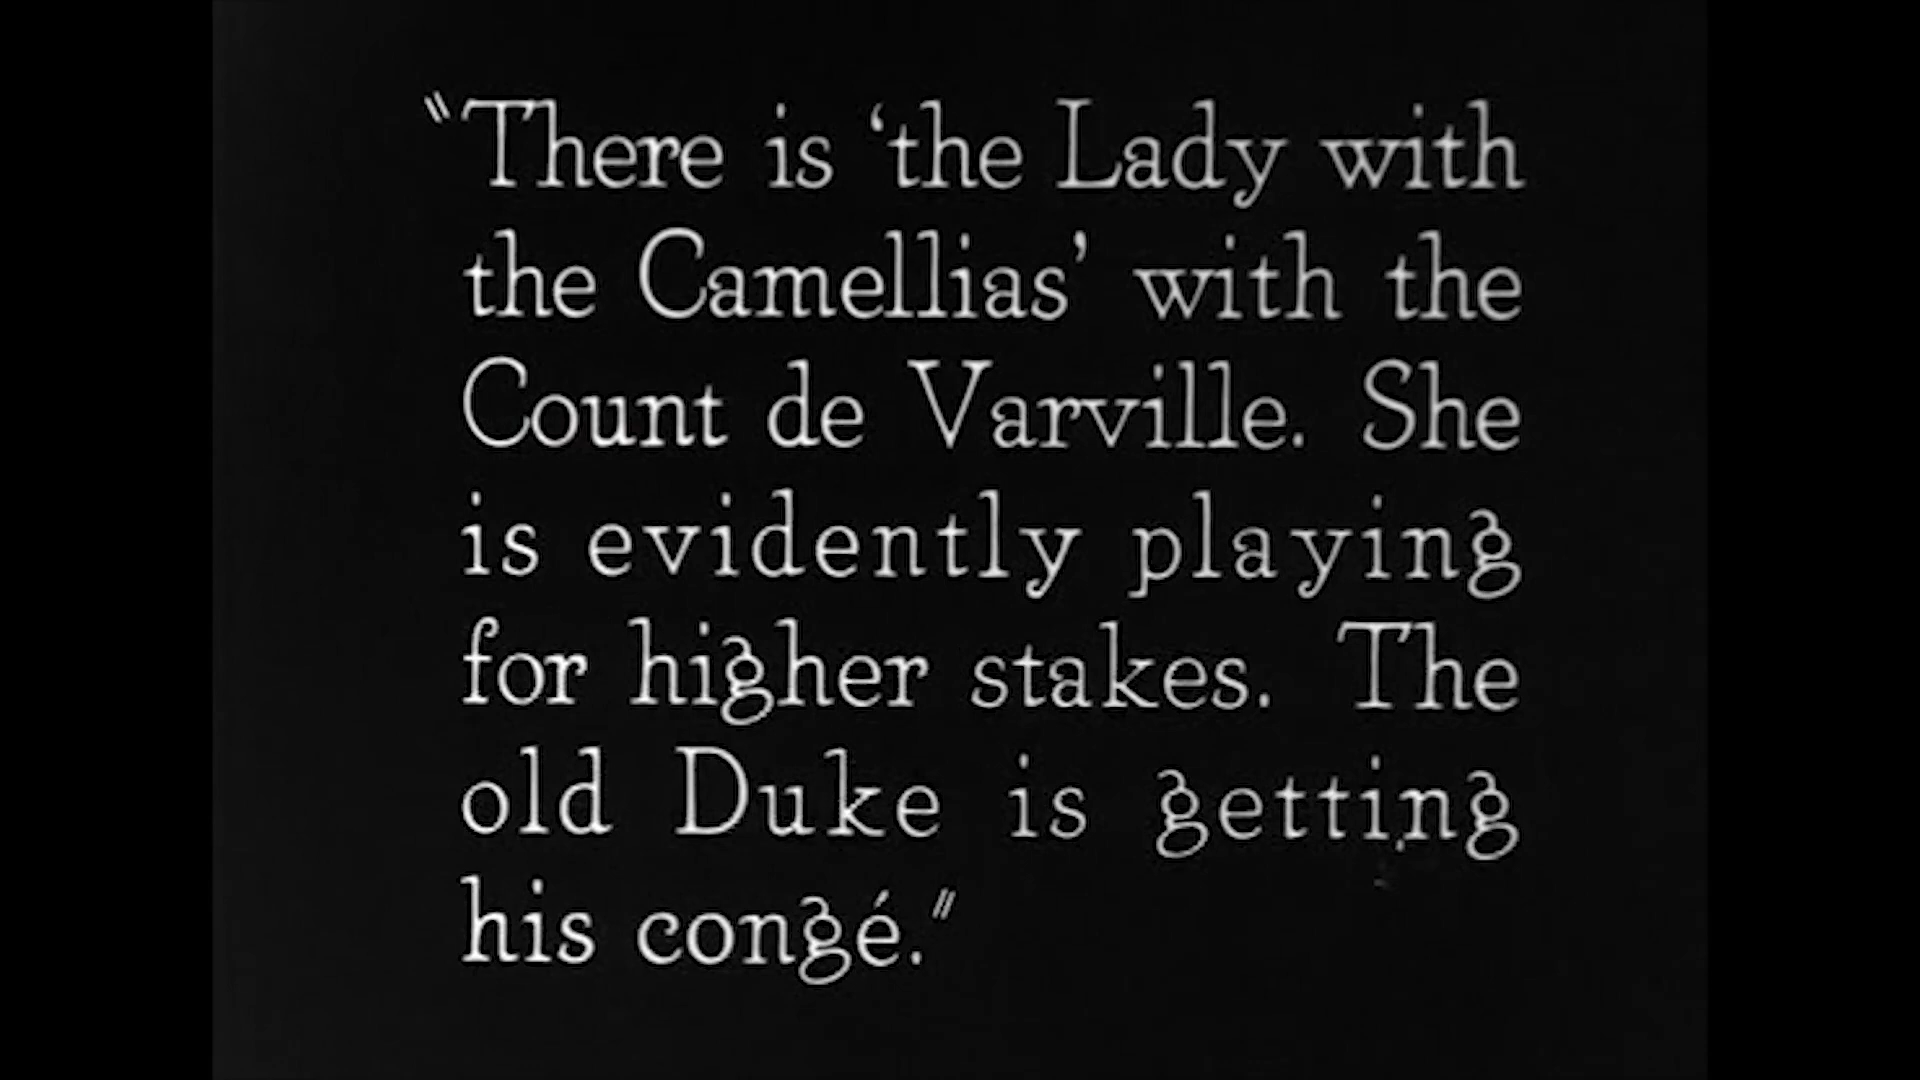 "There is ‘the Lady with
the Camellias’ with the
Count de Varville. She
is evidently playing
for higher stakes. The
old Duke is getting
his congé."